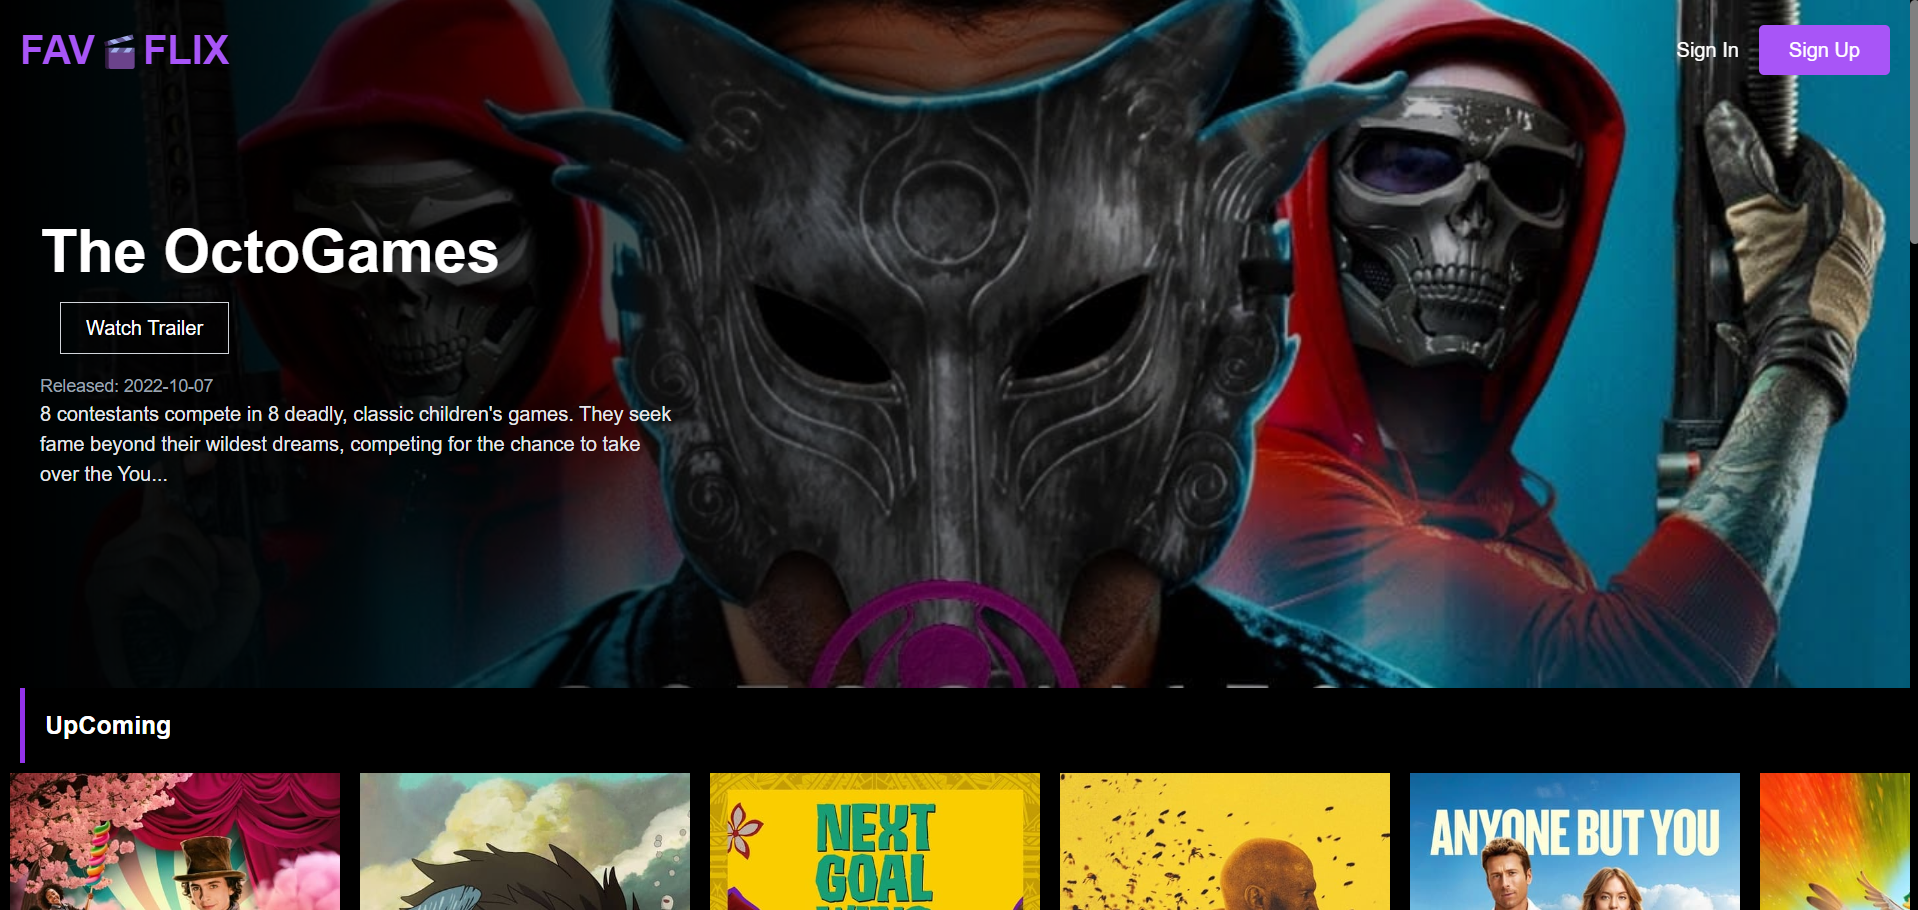 FAV FLIX
Sign In
Sign Up
The OctoGames
Watch Trailer
Released: 2022-10-07
8 contestants compete in 8 deadly, classic children's games. They seek
fame beyond their wildest dreams, competing for the chance to take
over the You...
UpComing
NEXT
GOAL
ANYONE BUT YOU